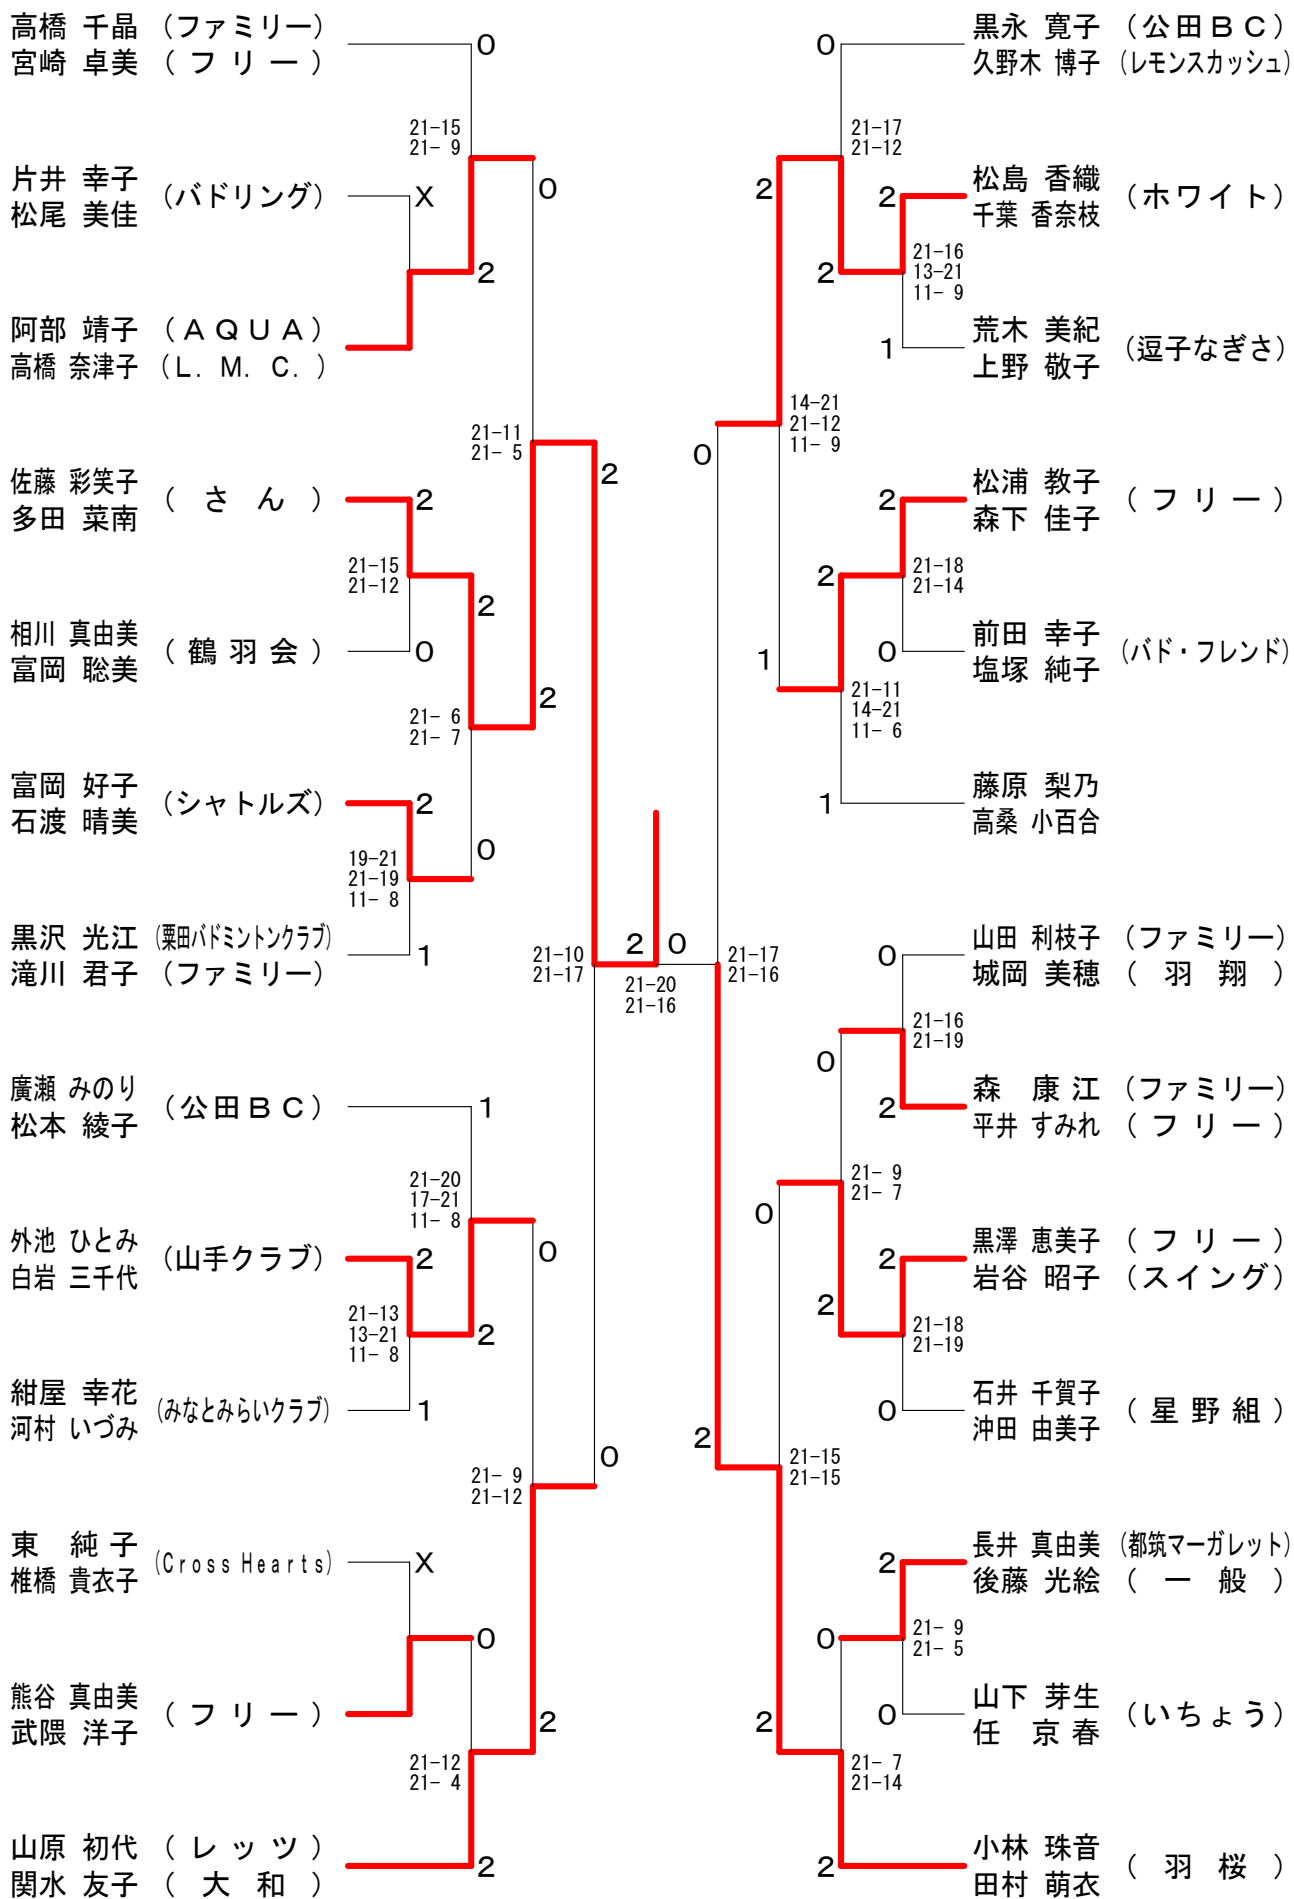 高橋 千晶 (ファミリー)
宮崎 卓美 (フリー)
0
21-15
21- 9
片井 幸子
松尾 美佳 (バドリング)
X
0
2
阿部 靖子 (AQUA)
高橋 奈津子 (L. M. C. )
21-11
21- 5
2
佐藤 彩笑子
多田 菜南 (さん)
2
21-15
21-12
2
相川 真由美
富岡 聡美 (鶴羽会)
0
2
21- 6
21- 7
富岡 好子
石渡 晴美 (シャトルズ)
2
0
19-21
21-19
11- 8
黒沢 光江 (粟田バドミントンクラブ)
滝川 君子 (ファミリー)
1
21-10
21-17
2
0
21-20
21-16
廣瀬 みのり
松本 綾子 (公田BC)
1
21-20
17-21
11- 8
外池 ひとみ
白岩 三千代 (山手クラブ)
2
0
21-13
13-21
11- 8
2
紺屋 幸花
河村 いづみ (みなとみらいクラブ)
1
0
21- 9
21-12
東 純子
椎橋 貴衣子 (Cross Hearts)
X
0
熊谷 真由美
武隈 洋子 (フリー)
2
21-12
21- 4
山原 初代 (レッツ)
関水 友子 (大和)
2
黒永 寛子 (公田BC)
久野木 博子 (レモンスカッシュ)
0
21-17
21-12
2
松島 香織
千葉 香奈枝 (ホワイト)
2
21-16
13-21
11- 9
2
荒木 美紀
上野 敬子 (逗子なぎさ)
1
14-21
21-12
11- 9
0
松浦 教子
森下 佳子 (フリー)
2
21-18
21-14
2
前田 幸子
塩塚 純子 (バド・フレンド)
0
1
21-11
14-21
11- 6
藤原 梨乃
高桑 小百合
1
21-17
21-16
山田 利枝子 (ファミリー)
城岡 美穂 (羽翔)
0
21-16
21-19
0
森 康江 (ファミリー)
平井 すみれ (フリー)
2
21- 9
21- 7
0
黒澤 恵美子 (フリー)
岩谷 昭子 (スイング)
2
21-18
21-19
2
石井 千賀子
沖田 由美子 (星野組)
0
2
21-15
21-15
長井 真由美 (都筑マーガレット)
後藤 光絵 (一般)
2
21- 9
21- 5
0
山下 芽生
任 京春 (いちょう)
0
2
21- 7
21-14
小林 珠音
田村 萌衣 (羽桜)
2